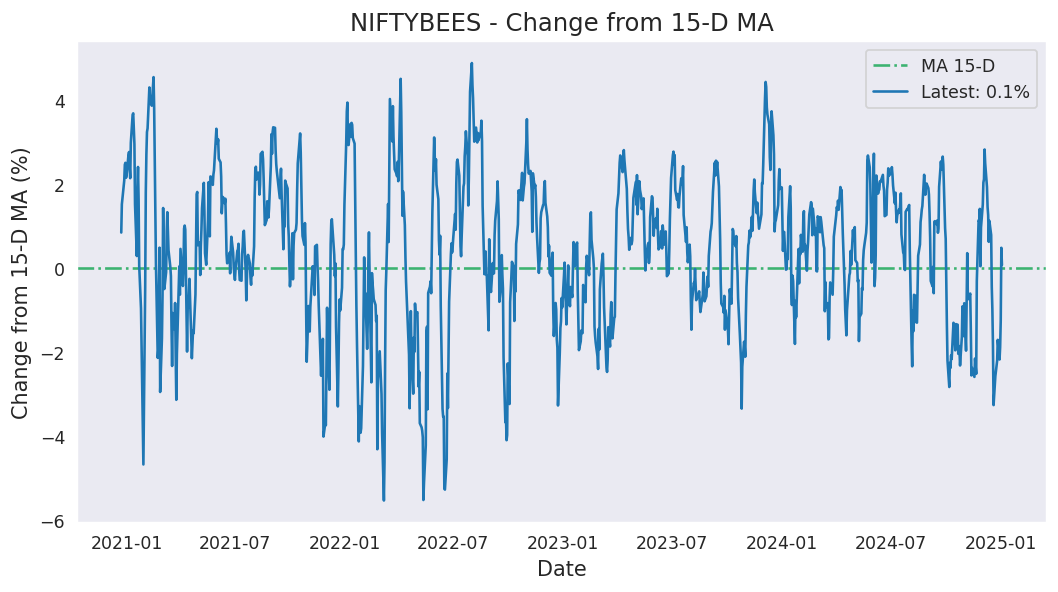 NIFTYBEES - Change from 15-D MA
MA 15-D
Latest: 0.1%
Change from 15-D MA (%)
4
2
0
−2
−4
−6
2021-01 2021-07 2022-01 2022-07 2023-01 2023-07 2024-01 2024-07 2025-01
Date